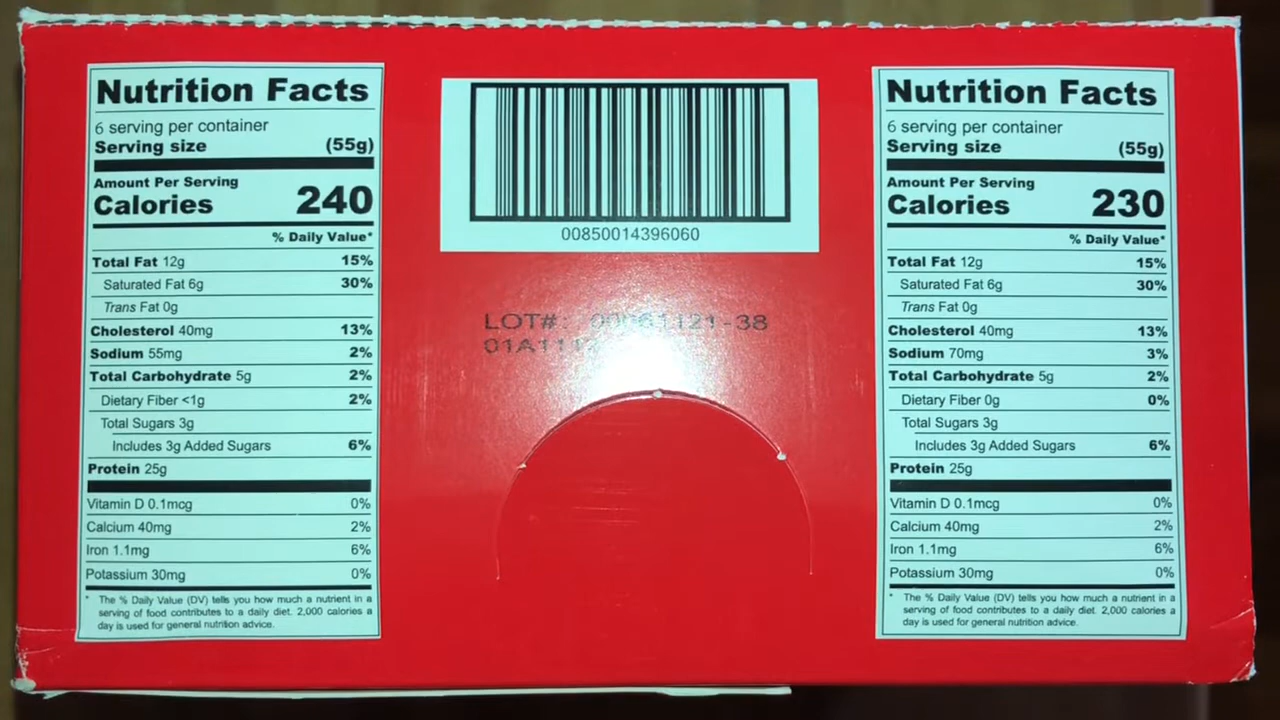 Nutrition Facts
6 serving per container
Serving size (55g)
Amount Per Serving
Calories 240
% Daily Value*
Total Fat 12g 15%
Saturated Fat 6g 30%
Trans Fat 0g
Cholesterol 40mg 13%
Sodium 55mg 2%
Total Carbohydrate 5g 2%
Dietary Fiber <1g 2%
Total Sugars 3g
Includes 3g Added Sugars 6%
Protein 25g
Vitamin D 0.1mcg 0%
Calcium 40mg 2%
Iron 1.1mg 6%
Potassium 30mg 0%
* The % Daily Value (DV) tells you how much a nutrient in a
serving of food contributes to a daily diet. 2,000 calories a
day is used for general nutrition advice.
00850014396060
LOT#:
Nutrition Facts
6 serving per container
Serving size (55g)
Amount Per Serving
Calories 230
% Daily Value*
Total Fat 12g 15%
Saturated Fat 6g 30%
Trans Fat 0g
Cholesterol 40mg 13%
Sodium 70mg 3%
Total Carbohydrate 5g 2%
Dietary Fiber 0g 0%
Total Sugars 3g
Includes 3g Added Sugars 6%
Protein 25g
Vitamin D 0.1mcg 0%
Calcium 40mg 2%
Iron 1.1mg 6%
Potassium 30mg 0%
* The % Daily Value (DV) tells you how much a nutrient in a
serving of food contributes to a daily diet. 2,000 calories a
day is used for general nutrition advice.